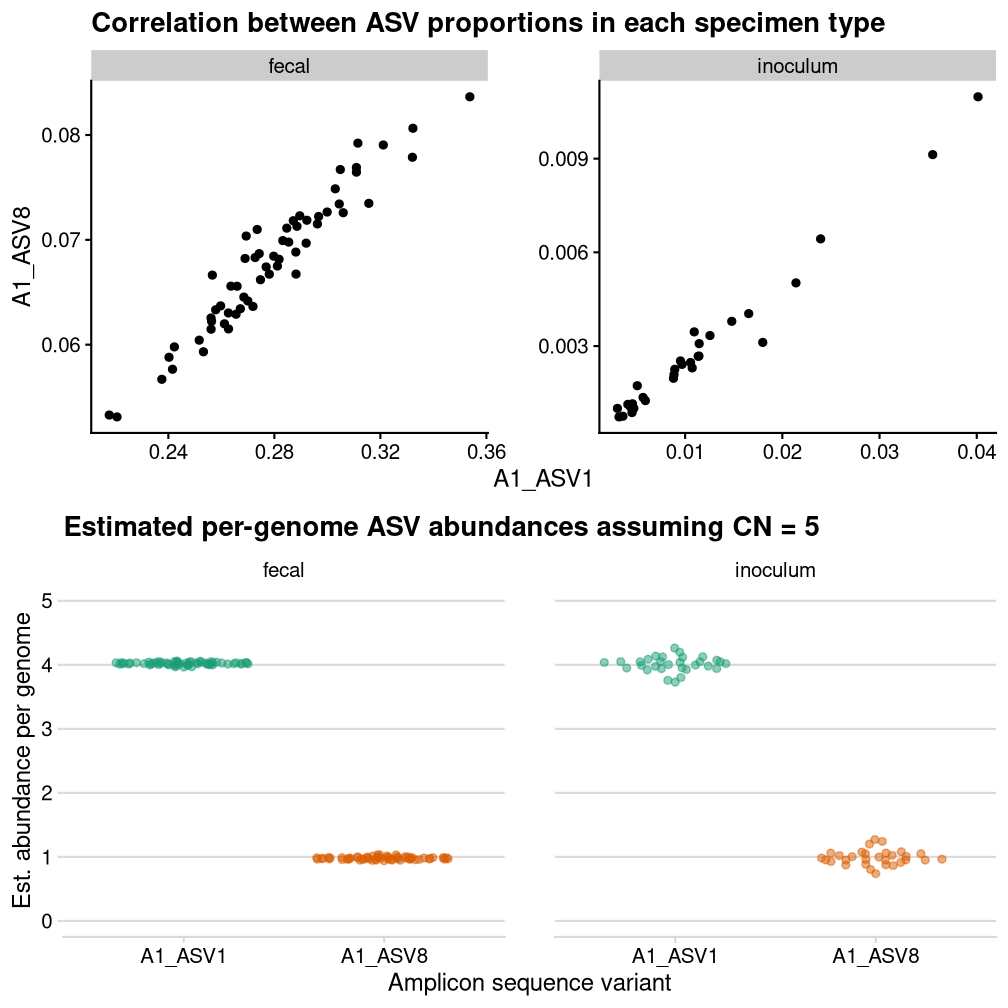 Correlation between ASV proportions in each specimen type
fecal inoculum
A1_ASV8
0.08
0.07
0.06
0.009
0.006
0.003
0.24 0.28 0.32 0.36 0.01 0.02 0.03 0.04
A1_ASV1
Estimated per-genome ASV abundances assuming CN = 5
fecal inoculum
Est. abundance per genome
5
4
3
2
1
0
A1_ASV1 A1_ASV8 A1_ASV1 A1_ASV8
Amplicon sequence variant